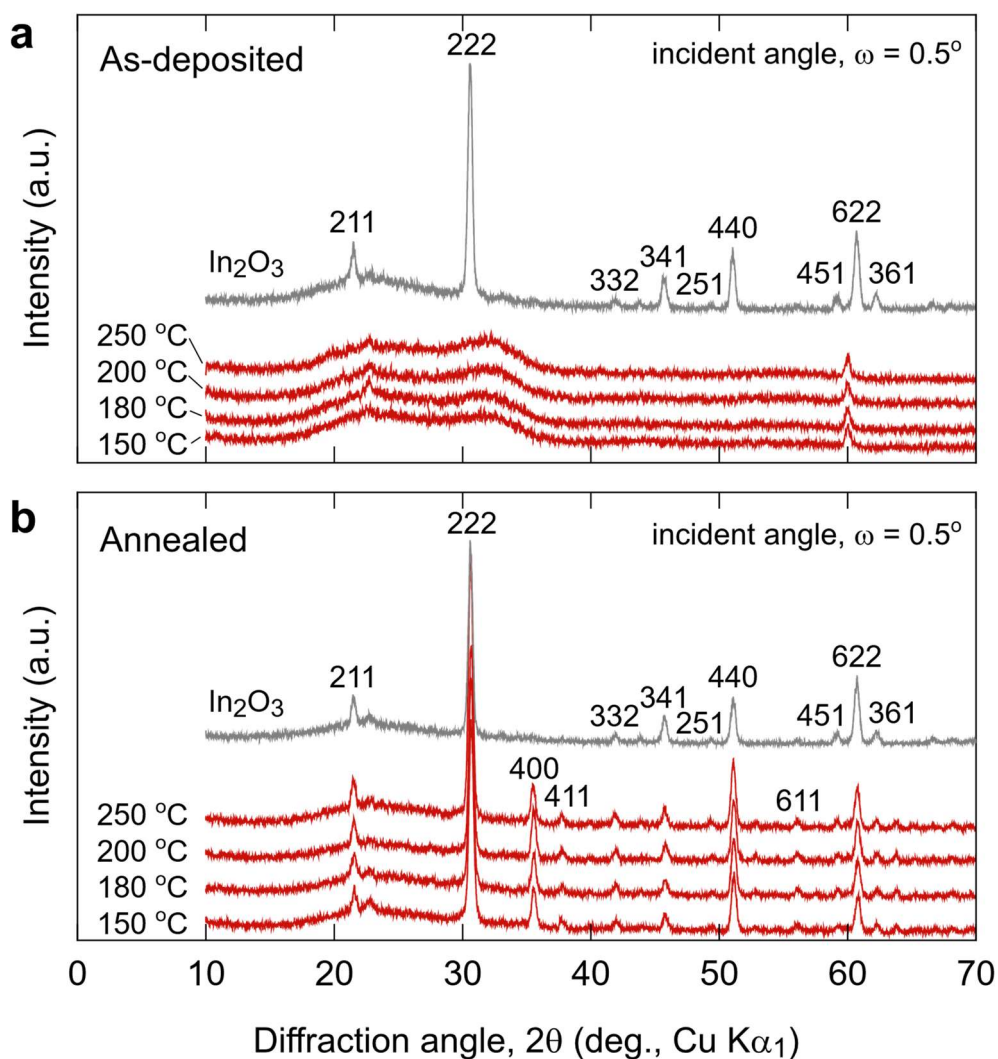 a
As-deposited
incident angle, ω = 0.5°
222
211
In₂O₃
332
341
251
440
451
622
361
250 °C
200 °C
180 °C
150 °C
Intensity (a.u.)
b
Annealed
incident angle, ω = 0.5°
222
211
In₂O₃
332
341
251
440
451
622
361
400
411
611
250 °C
200 °C
180 °C
150 °C
Intensity (a.u.)
0 10 20 30 40 50 60 70
Diffraction angle, 2θ (deg., Cu Kα₁)